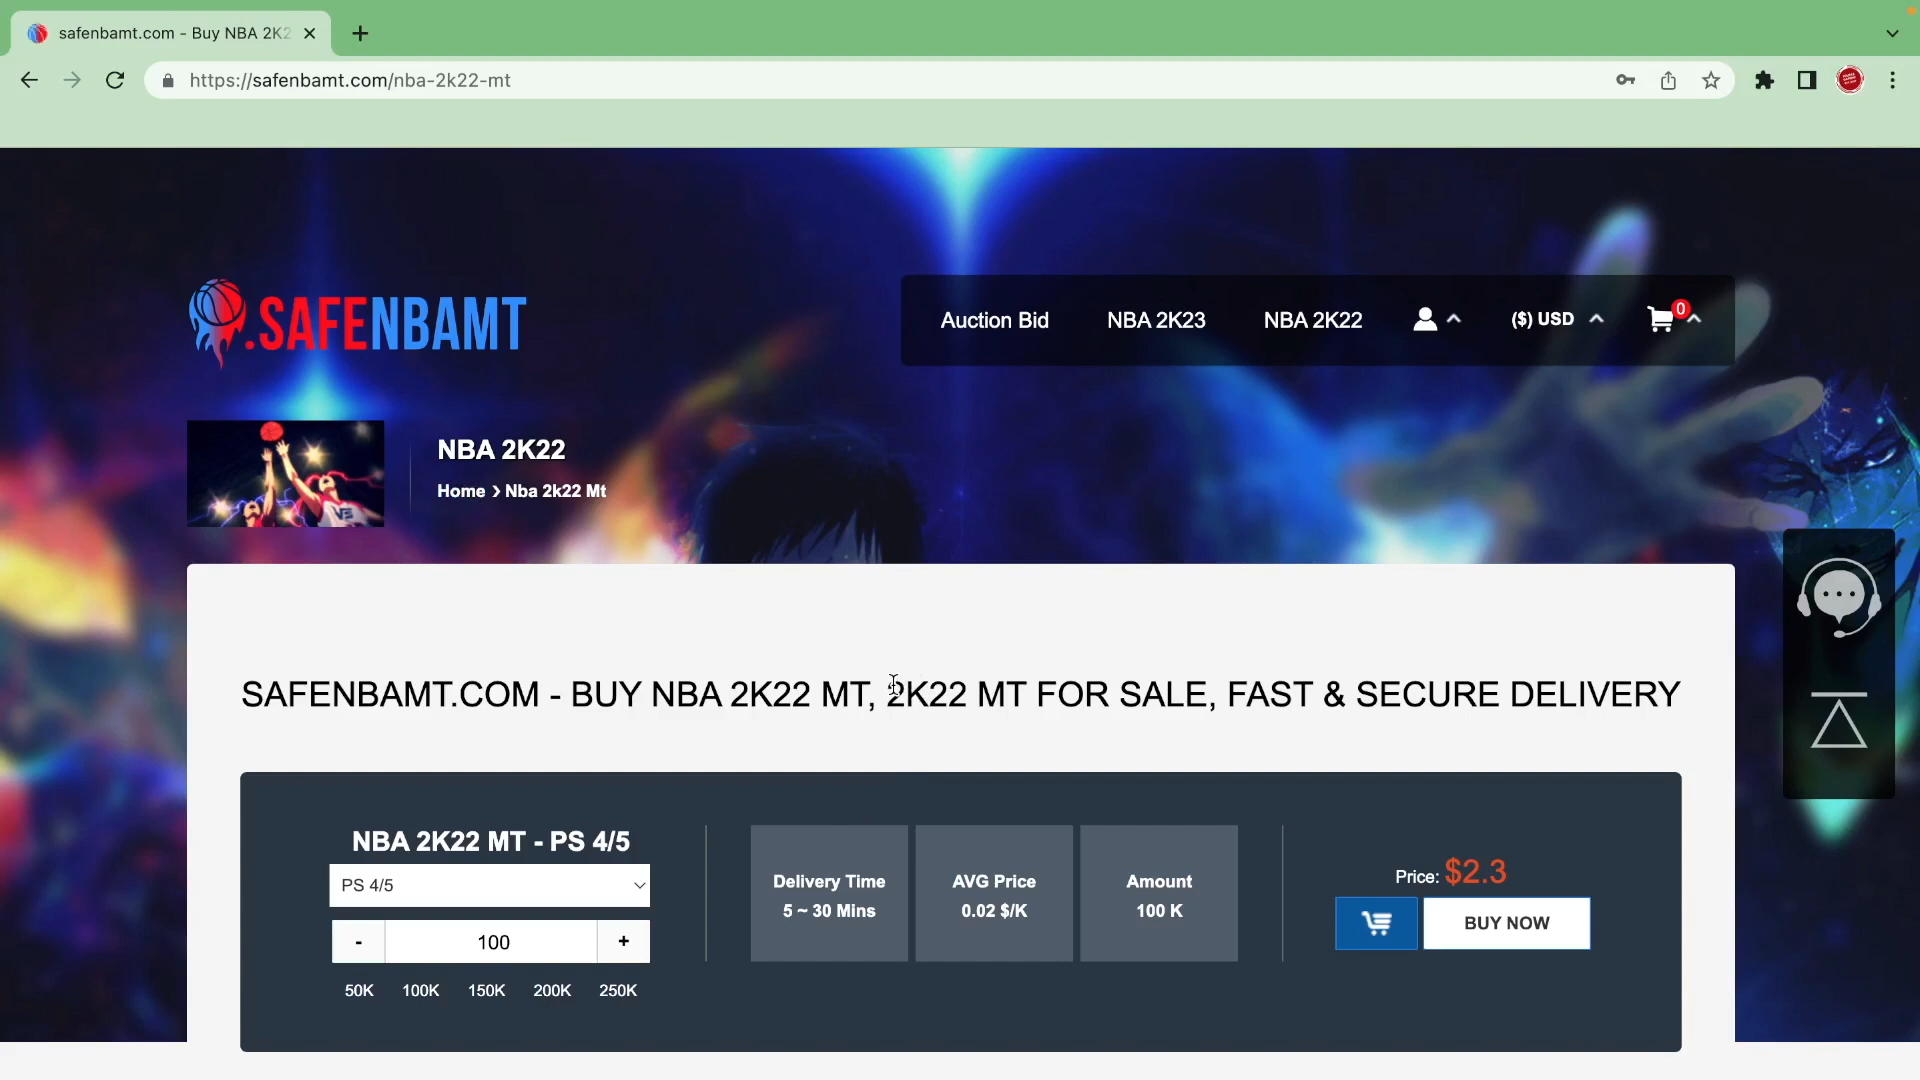 safenbamt.com - Buy NBA 2K2
https://safenbamt.com/nba-2k22-mt
.SAFENBAMT
Auction Bid
NBA 2K23
NBA 2K22
($) USD
0
NBA 2K22
Home › Nba 2k22 Mt
SAFENBAMT.COM - BUY NBA 2K22 MT, 2K22 MT FOR SALE, FAST & SECURE DELIVERY
NBA 2K22 MT - PS 4/5
PS 4/5
- 100 +
50K 100K 150K 200K 250K
Delivery Time
5 ~ 30 Mins
AVG Price
0.02 $/K
Amount
100 K
Price: $2.3
BUY NOW